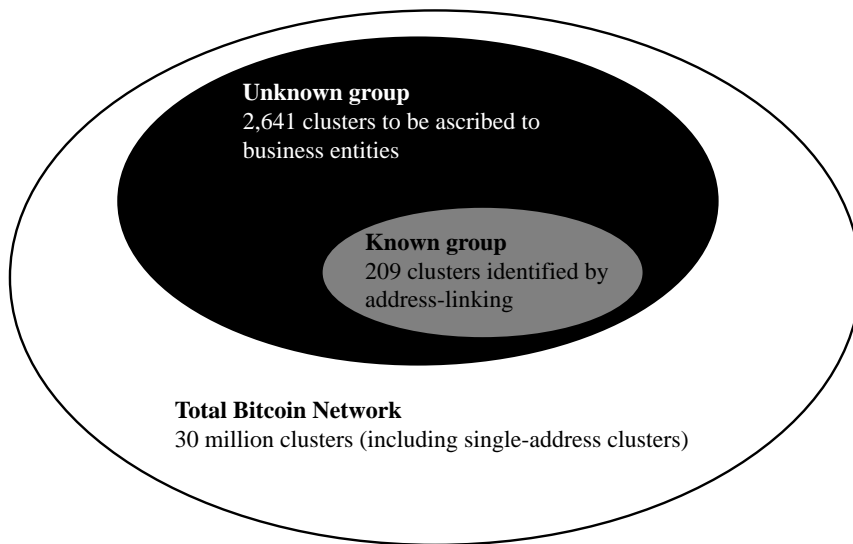 Unknown group
2,641 clusters to be ascribed to
business entities
Known group
209 clusters identified by
address-linking
Total Bitcoin Network
30 million clusters (including single-address clusters)